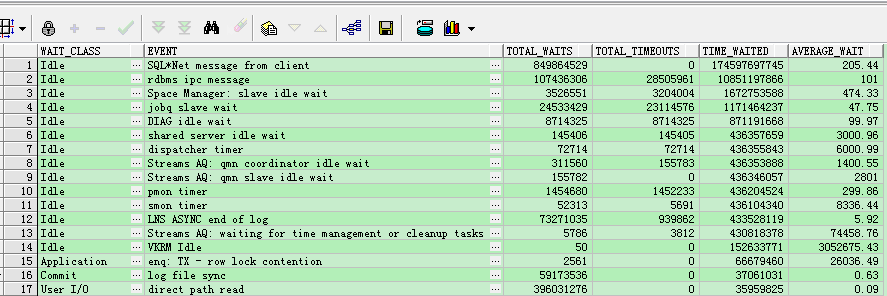 WAIT_CLASS EVENT TOTAL_WAITS TOTAL_TIMEOUTS TIME_WAITED AVERAGE_WAIT
1 Idle ... SQL*Net message from client ... 849864529 0 174597697745 205.44
2 Idle ... rdbms ipc message ... 107436306 28505961 10851197866 101
3 Idle ... Space Manager: slave idle wait ... 3526551 3204004 1672753588 474.33
4 Idle ... jobq slave wait ... 24533429 23114576 1171464237 47.75
5 Idle ... DIAG idle wait ... 8714325 8714325 871191668 99.97
6 Idle ... shared server idle wait ... 145406 145405 436357659 3000.96
7 Idle ... dispatcher timer ... 72714 72714 436355843 6000.99
8 Idle ... Streams AQ: qmn coordinator idle wait ... 311560 155783 436353888 1400.55
9 Idle ... Streams AQ: qmn slave idle wait ... 155782 0 436346057 2801
10 Idle ... pmon timer ... 1454680 1452233 436204524 299.86
11 Idle ... smon timer ... 52313 5691 436104340 8336.44
12 Idle ... LNS ASYNC end of log ... 73271035 939862 433528119 5.92
13 Idle ... Streams AQ: waiting for time management or cleanup tasks ... 5786 3812 430818378 74458.76
14 Idle ... VKRM Idle ... 50 0 152633771 3052675.43
15 Application ... enq: TX - row lock contention ... 2561 0 66679460 26036.49
16 Commit ... log file sync ... 59173536 0 37061031 0.63
17 User I/O ... direct path read ... 396031276 0 35959825 0.09